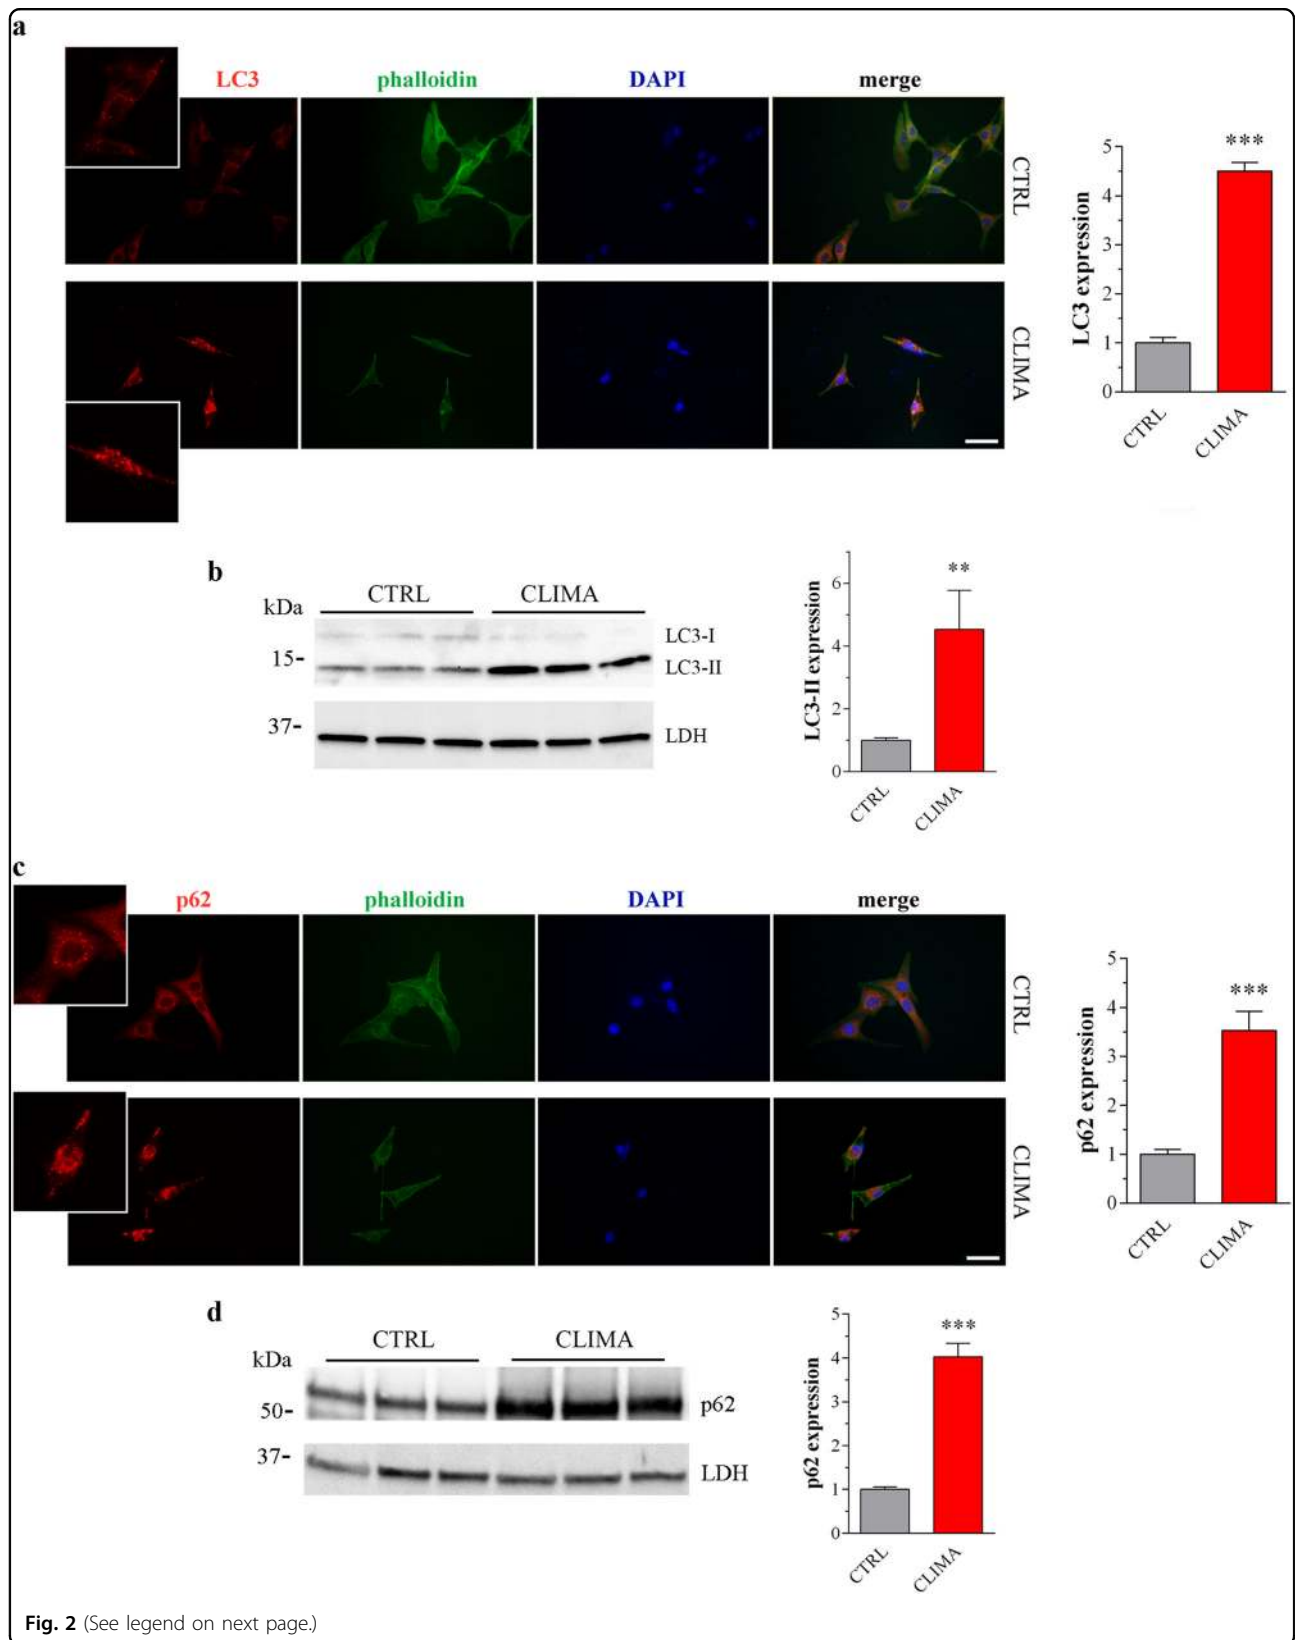 a
LC3 phalloidin DAPI merge
CTRL
CLIMA
LC3 expression
5
4
3
2
1
0
***
CTRL
CLIMA
b
kDa
CTRL CLIMA
15-
LC3-I
LC3-II
37-
LDH
LC3-II expression
6
4
2
0
**
CTRL
CLIMA
c
p62 phalloidin DAPI merge
CTRL
CLIMA
p62 expression
5
4
3
2
1
0
***
CTRL
CLIMA
d
kDa
CTRL CLIMA
50-
p62
37-
LDH
p62 expression
5
4
3
2
1
0
***
CTRL
CLIMA
Fig. 2 (See legend on next page.)